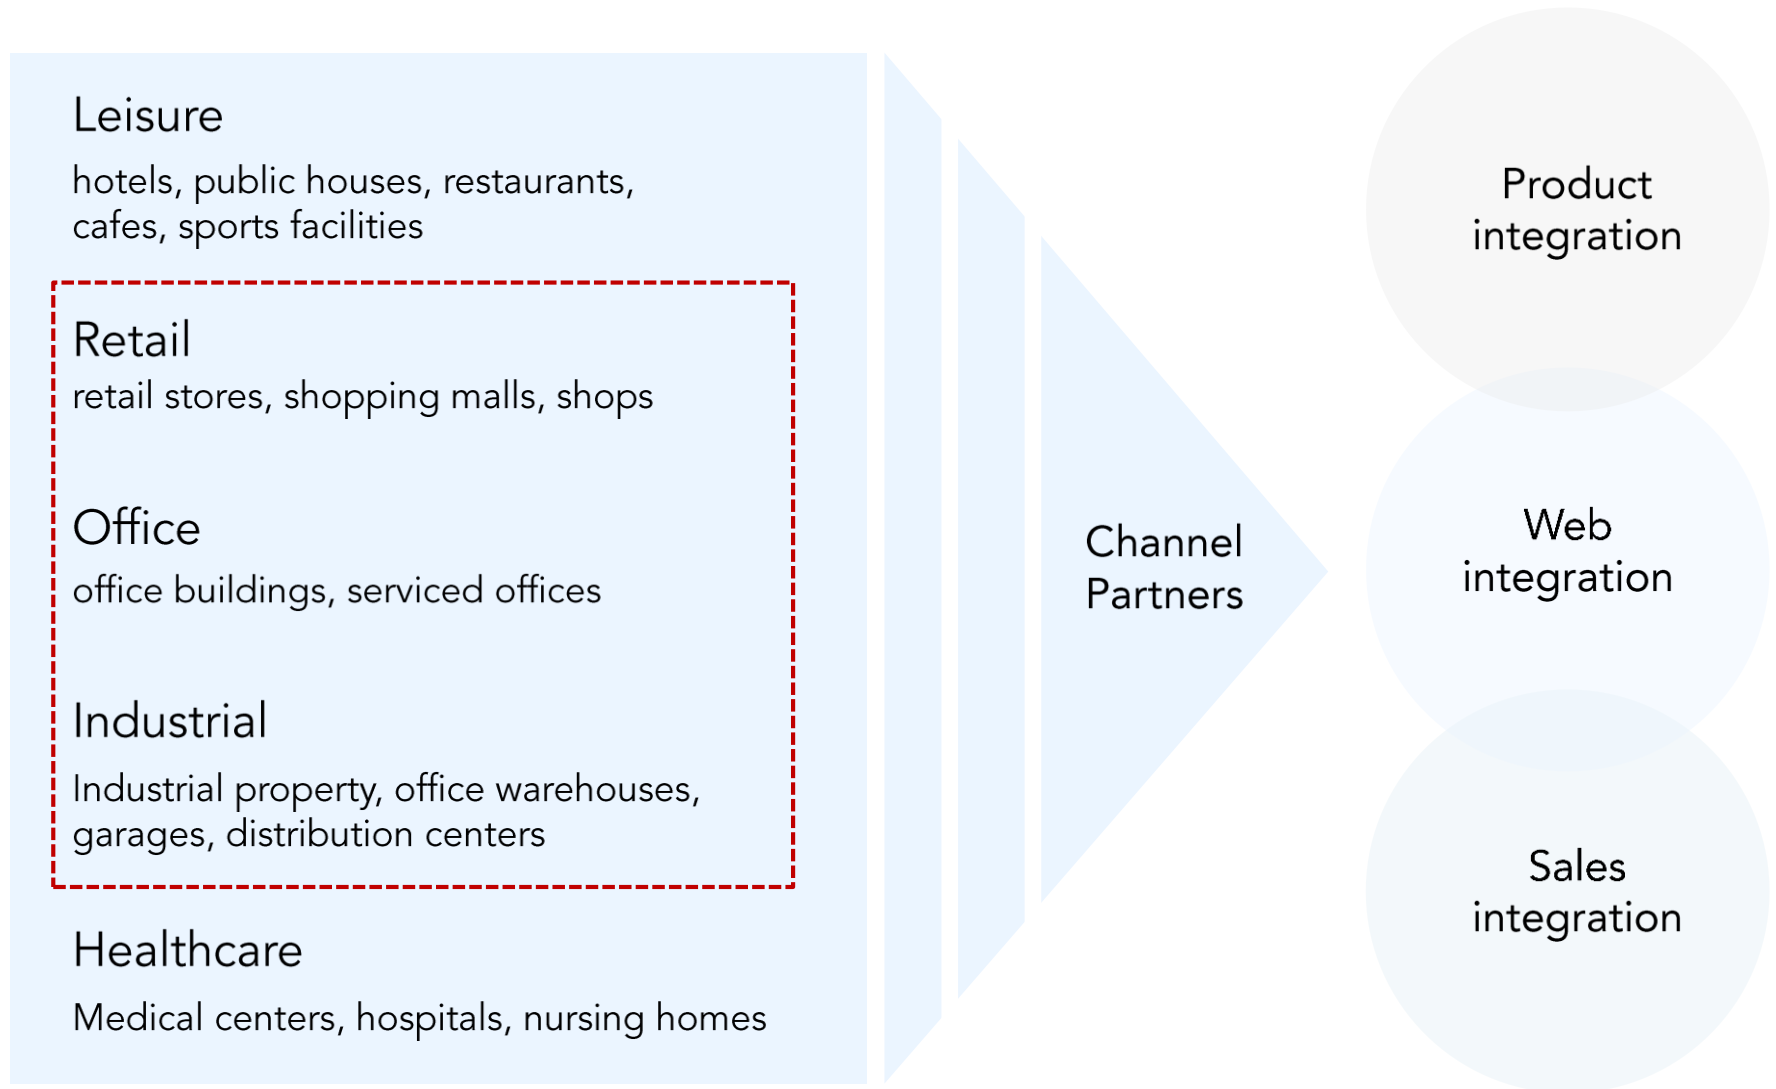 Leisure
hotels, public houses, restaurants,
cafes, sports facilities
Retail
retail stores, shopping malls, shops
Office
office buildings, serviced offices
Industrial
Industrial property, office warehouses,
garages, distribution centers
Healthcare
Medical centers, hospitals, nursing homes
Channel
Partners
Product
integration
Web
integration
Sales
integration